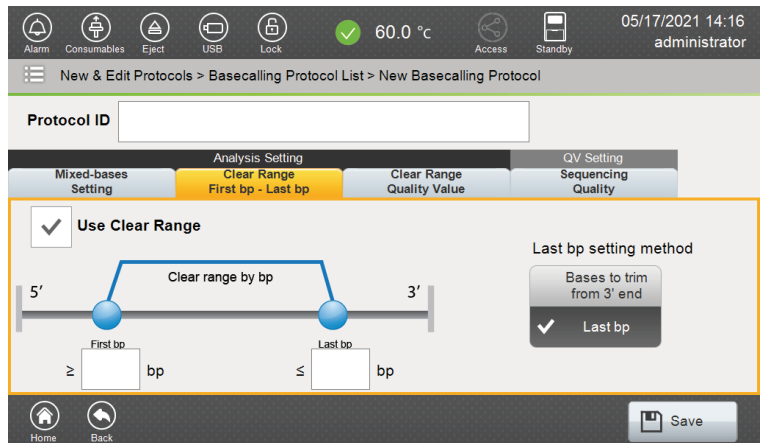 05/17/2021 14:16
60.0 °c
administrator
Alarm Consumables Eject USB Lock Access Standby
New & Edit Protocols > Basecalling Protocol List > New Basecalling Protocol
Protocol ID
Analysis Setting QV Setting
Mixed-bases Clear Range Clear Range Sequencing
Setting First bp - Last bp Quality Value Quality
Use Clear Range
Last bp setting method
Clear range by bp Bases to trim
5′ 3′ from 3' end
Last bp
First bp Last bp
≥ bp ≤ bp
Save
Home Back